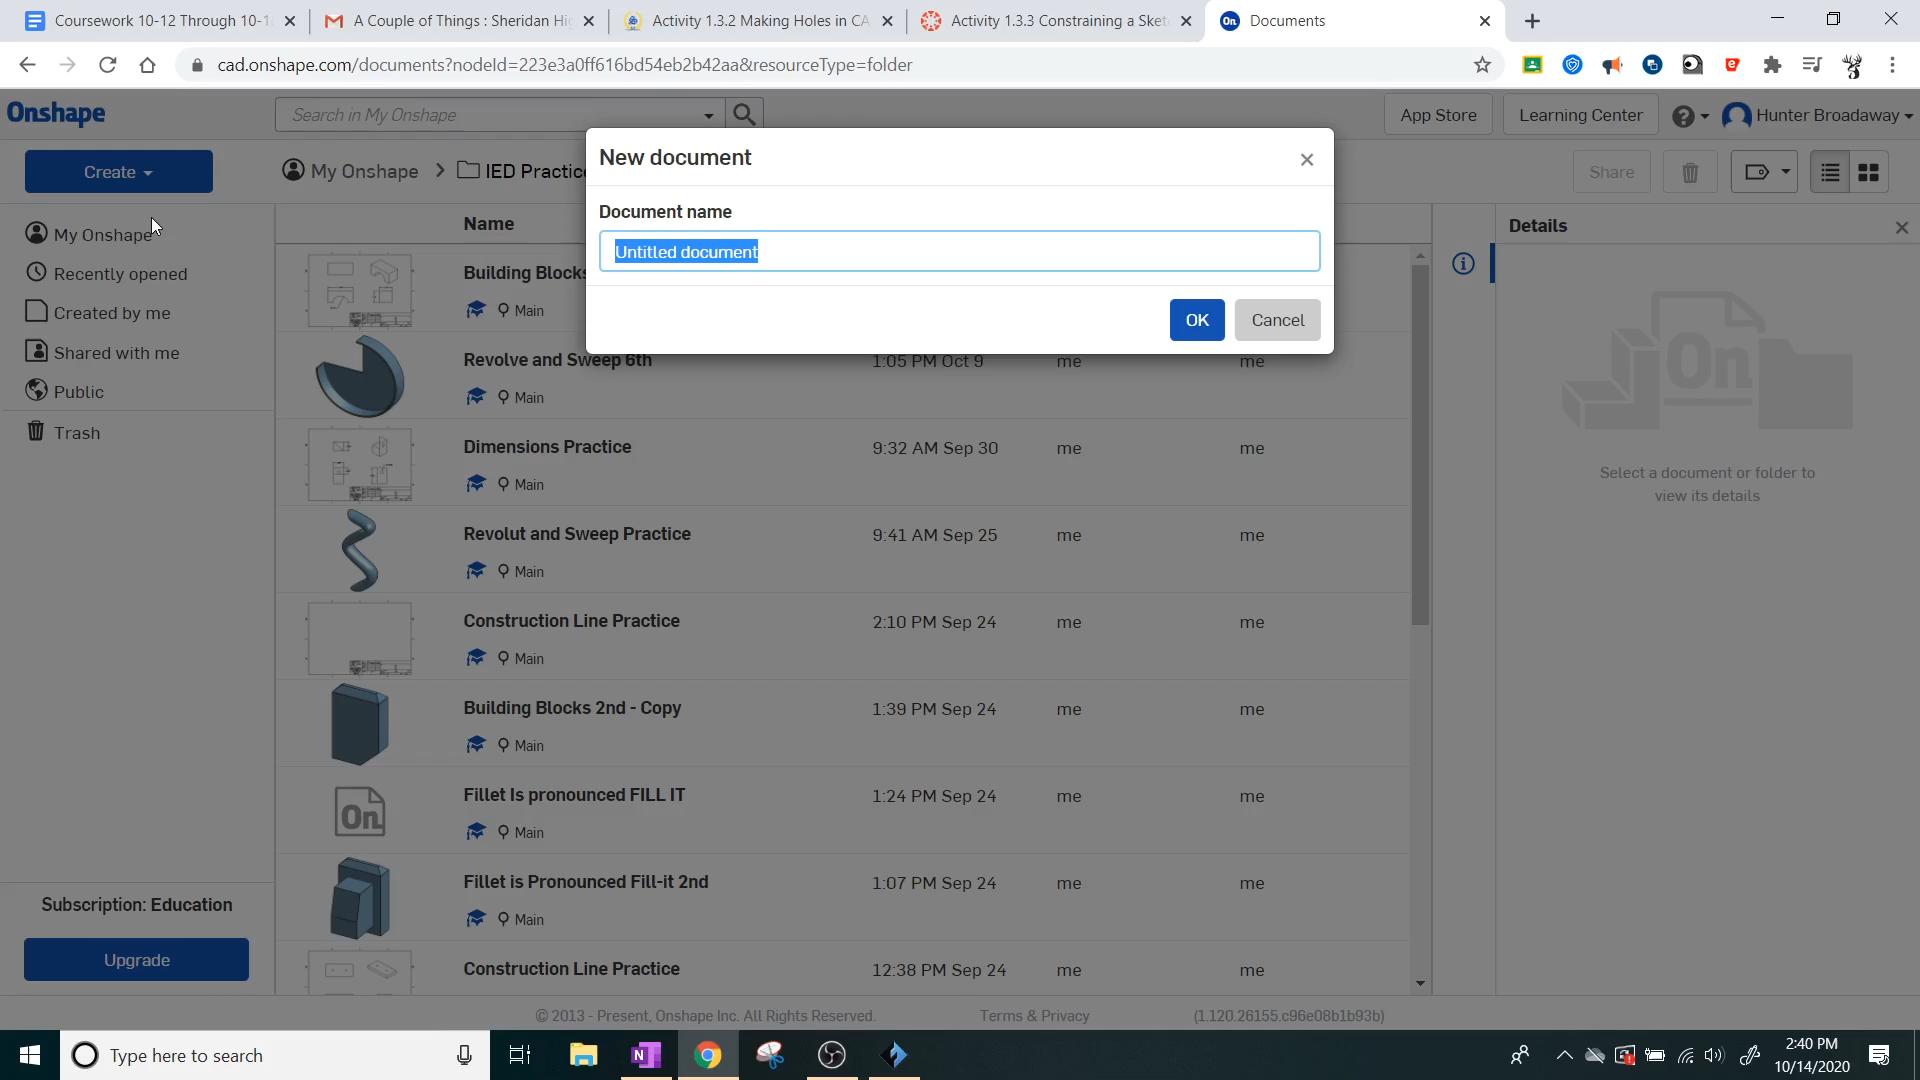 Coursework 10-12 Through 10-1
A Couple of Things : Sheridan Hi
Activity 1.3.2 Making Holes in CA
Activity 1.3.3 Constraining a Sket
On Documents
cad.onshape.com/documents?nodeId=223e3a0ff616bd54eb2b42aa&resourceType=folder
Onshape
Search in My Onshape
App Store
Learning Center
Hunter Broadaway
Create
My Onshape
IED Practice
Share
New document
Document name
Untitled document
OK
Cancel
My Onshape
Recently opened
Created by me
Shared with me
Public
Trash
Subscription: Education
Upgrade
Name
Building Blocks
Main
Revolve and Sweep 6th 1:05 PM Oct 9 me me
Main
Dimensions Practice 9:32 AM Sep 30 me me
Main
Revolut and Sweep Practice 9:41 AM Sep 25 me me
Main
Construction Line Practice 2:10 PM Sep 24 me me
Main
Building Blocks 2nd - Copy 1:39 PM Sep 24 me me
Main
On
Fillet Is pronounced FILL IT 1:24 PM Sep 24 me me
Main
Fillet is Pronounced Fill-it 2nd 1:07 PM Sep 24 me me
Main
Construction Line Practice 12:38 PM Sep 24 me me
Details
On
Select a document or folder to
view its details
© 2013 - Present, Onshape Inc. All Rights Reserved.
Terms & Privacy
(1.120.26155.c96e08b1b93b)
Type here to search
2:40 PM
10/14/2020